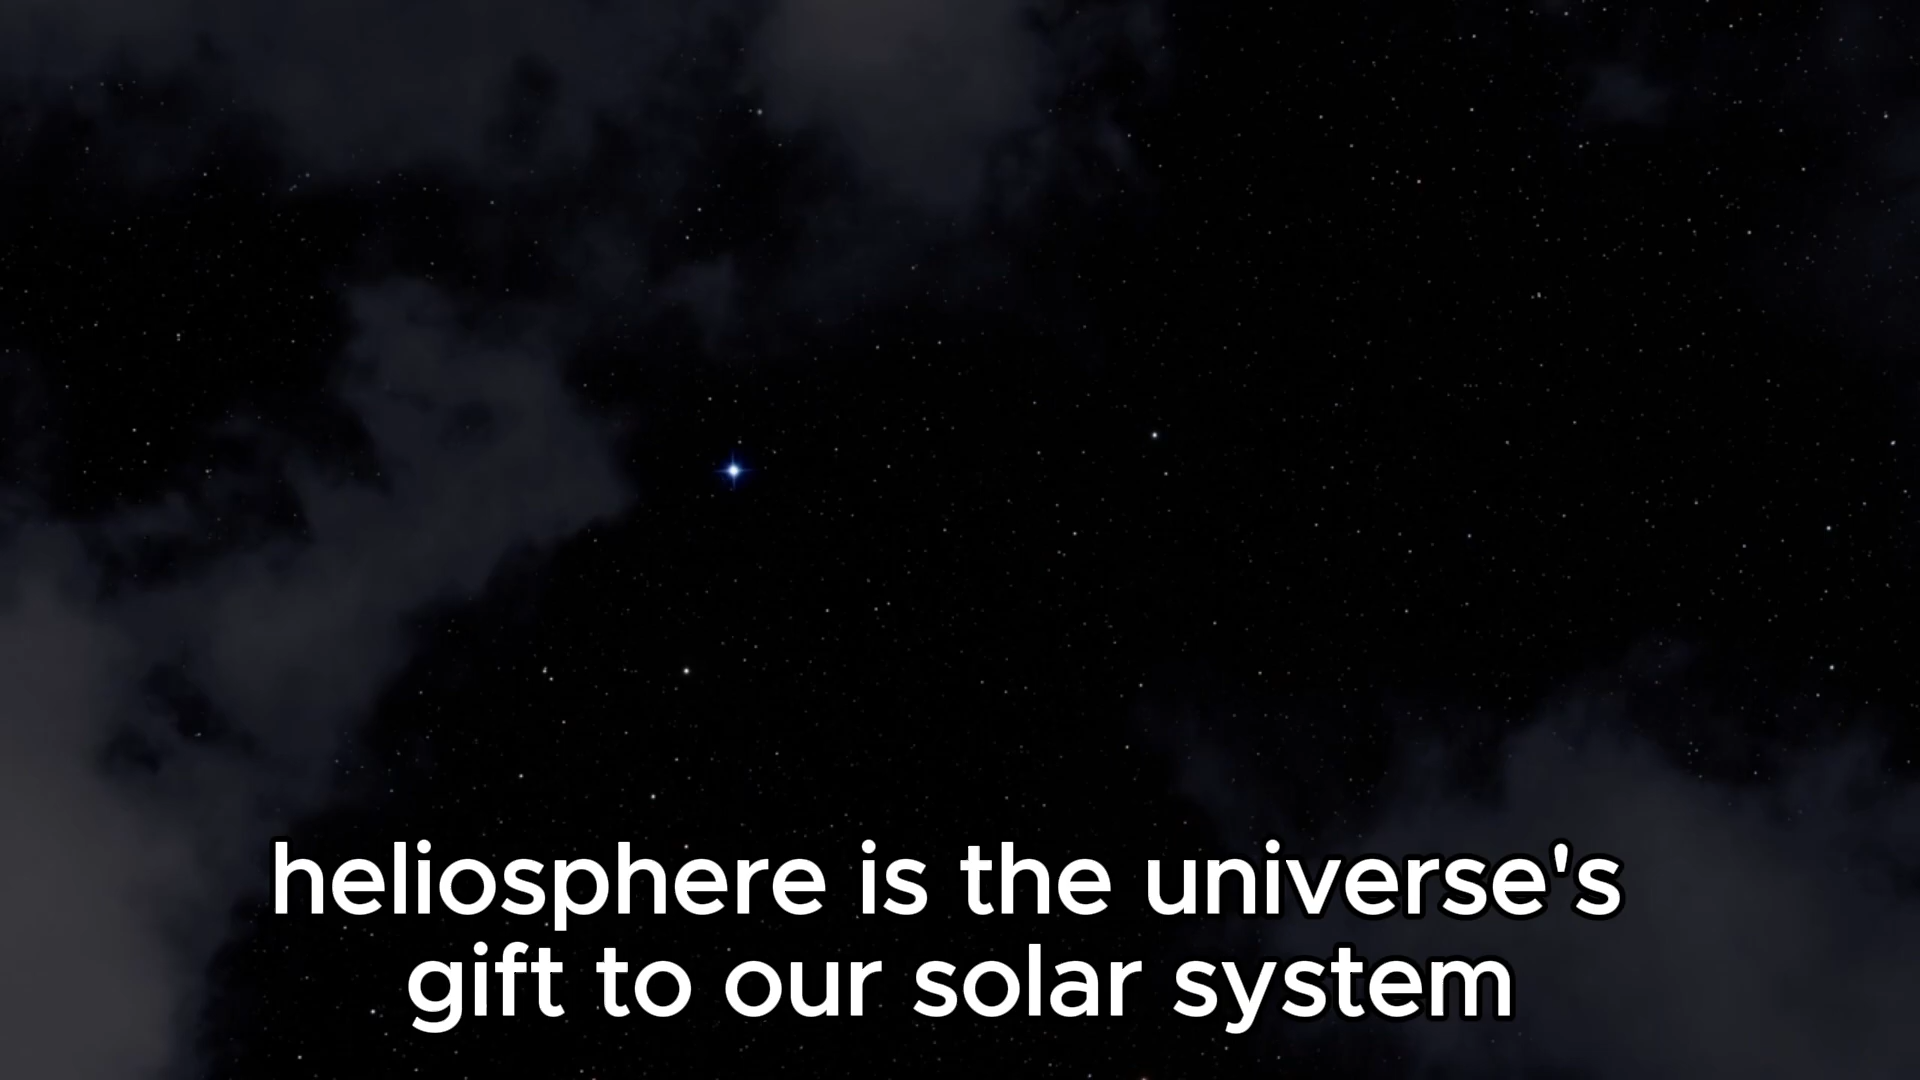 heliosphere is the universe's
gift to our solar system